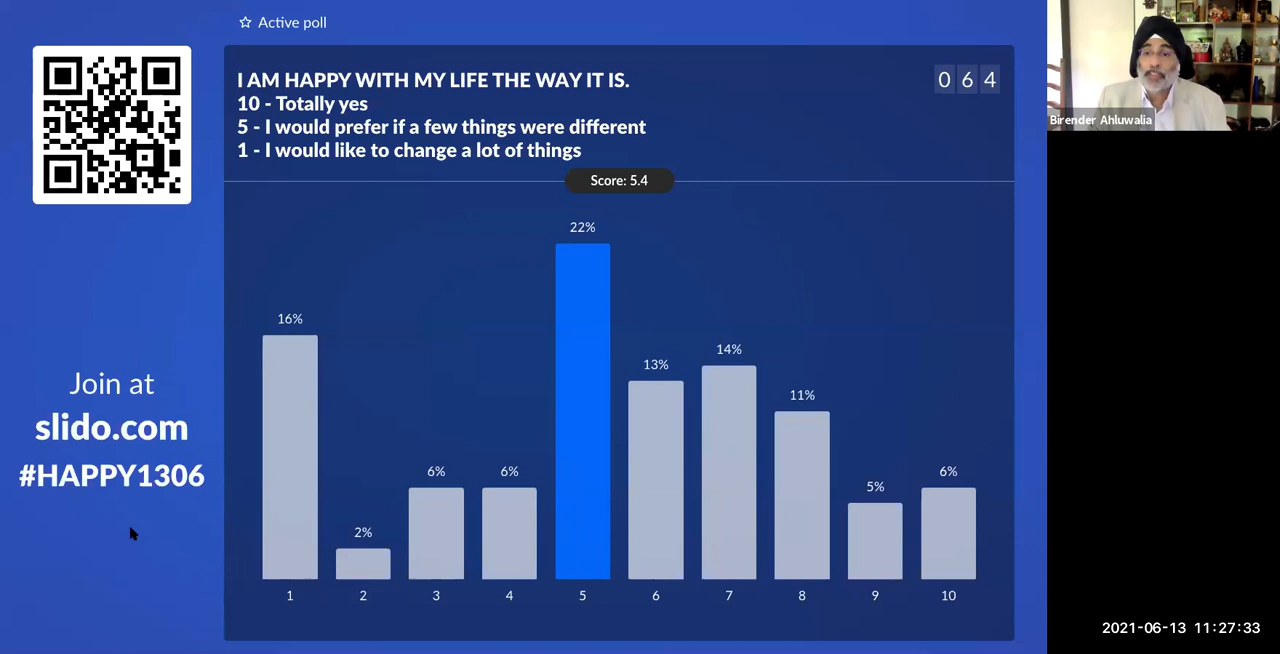 Active poll
I AM HAPPY WITH MY LIFE THE WAY IT IS.
064
10 - Totally yes
5 - I would prefer if a few things were different
1 - I would like to change a lot of things
Score: 5.4
16%
2%
6%
6%
22%
13%
14%
11%
5%
6%
1 2 3 4 5 6 7 8 9 10
Join at
slido.com
#HAPPY1306
Birender Ahluwalia
2021-06-13 11:27:33